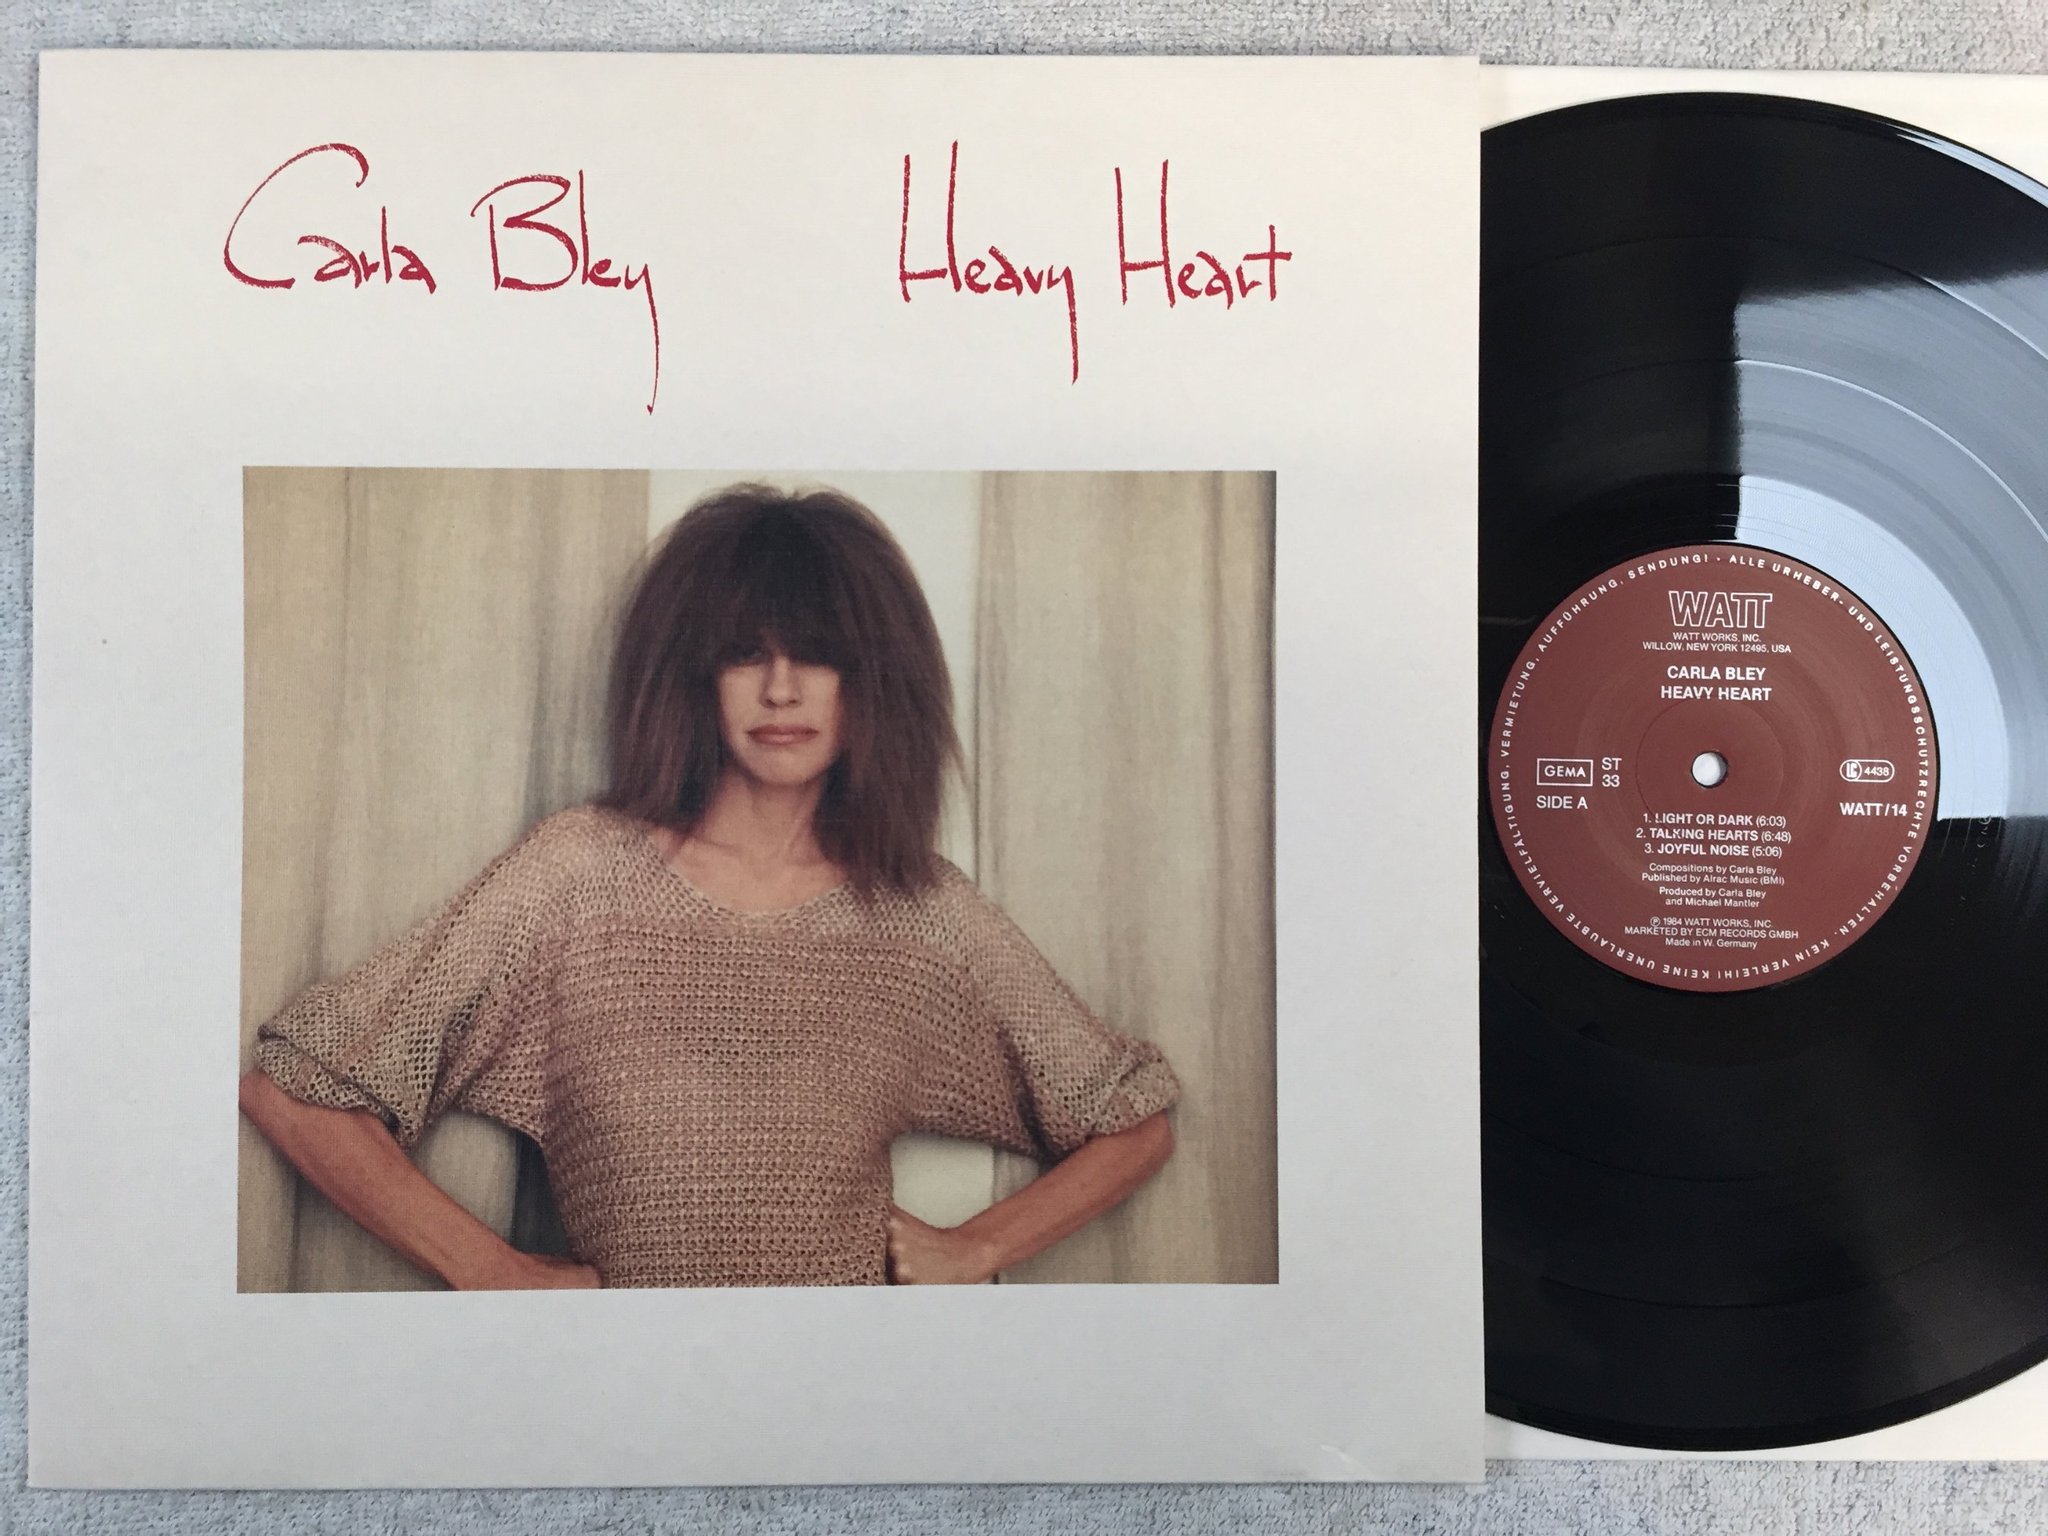 Carla Bley Heavy Heart
WATT
WATT WORKS, INC.
WILLOW, NEW YORK 12495, USA
CARLA BLEY
HEAVY HEART
GEMA
ST
33
SIDE A
LC 4438
WATT/14
1. LIGHT OR DARK (6:03)
2. TALKING HEARTS (6:48)
3. JOYFUL NOISE (5:06)
Compositions by Carla Bley
Published by Alrac Music (BMI)
Produced by Carla Bley
and Michael Mantler
℗ 1984 WATT WORKS, INC.
MARKETED BY ECM RECORDS GMBH
Made in W. Germany
ALLE URHEBER- UND LEISTUNGSSCHUTZRECHTE VORBEHALTEN. KEIN VERLEIH! KEINE UNERLAUBTE VERVIELFÄLTIGUNG, VERMIETUNG, AUFFÜHRUNG, SENDUNG! ·